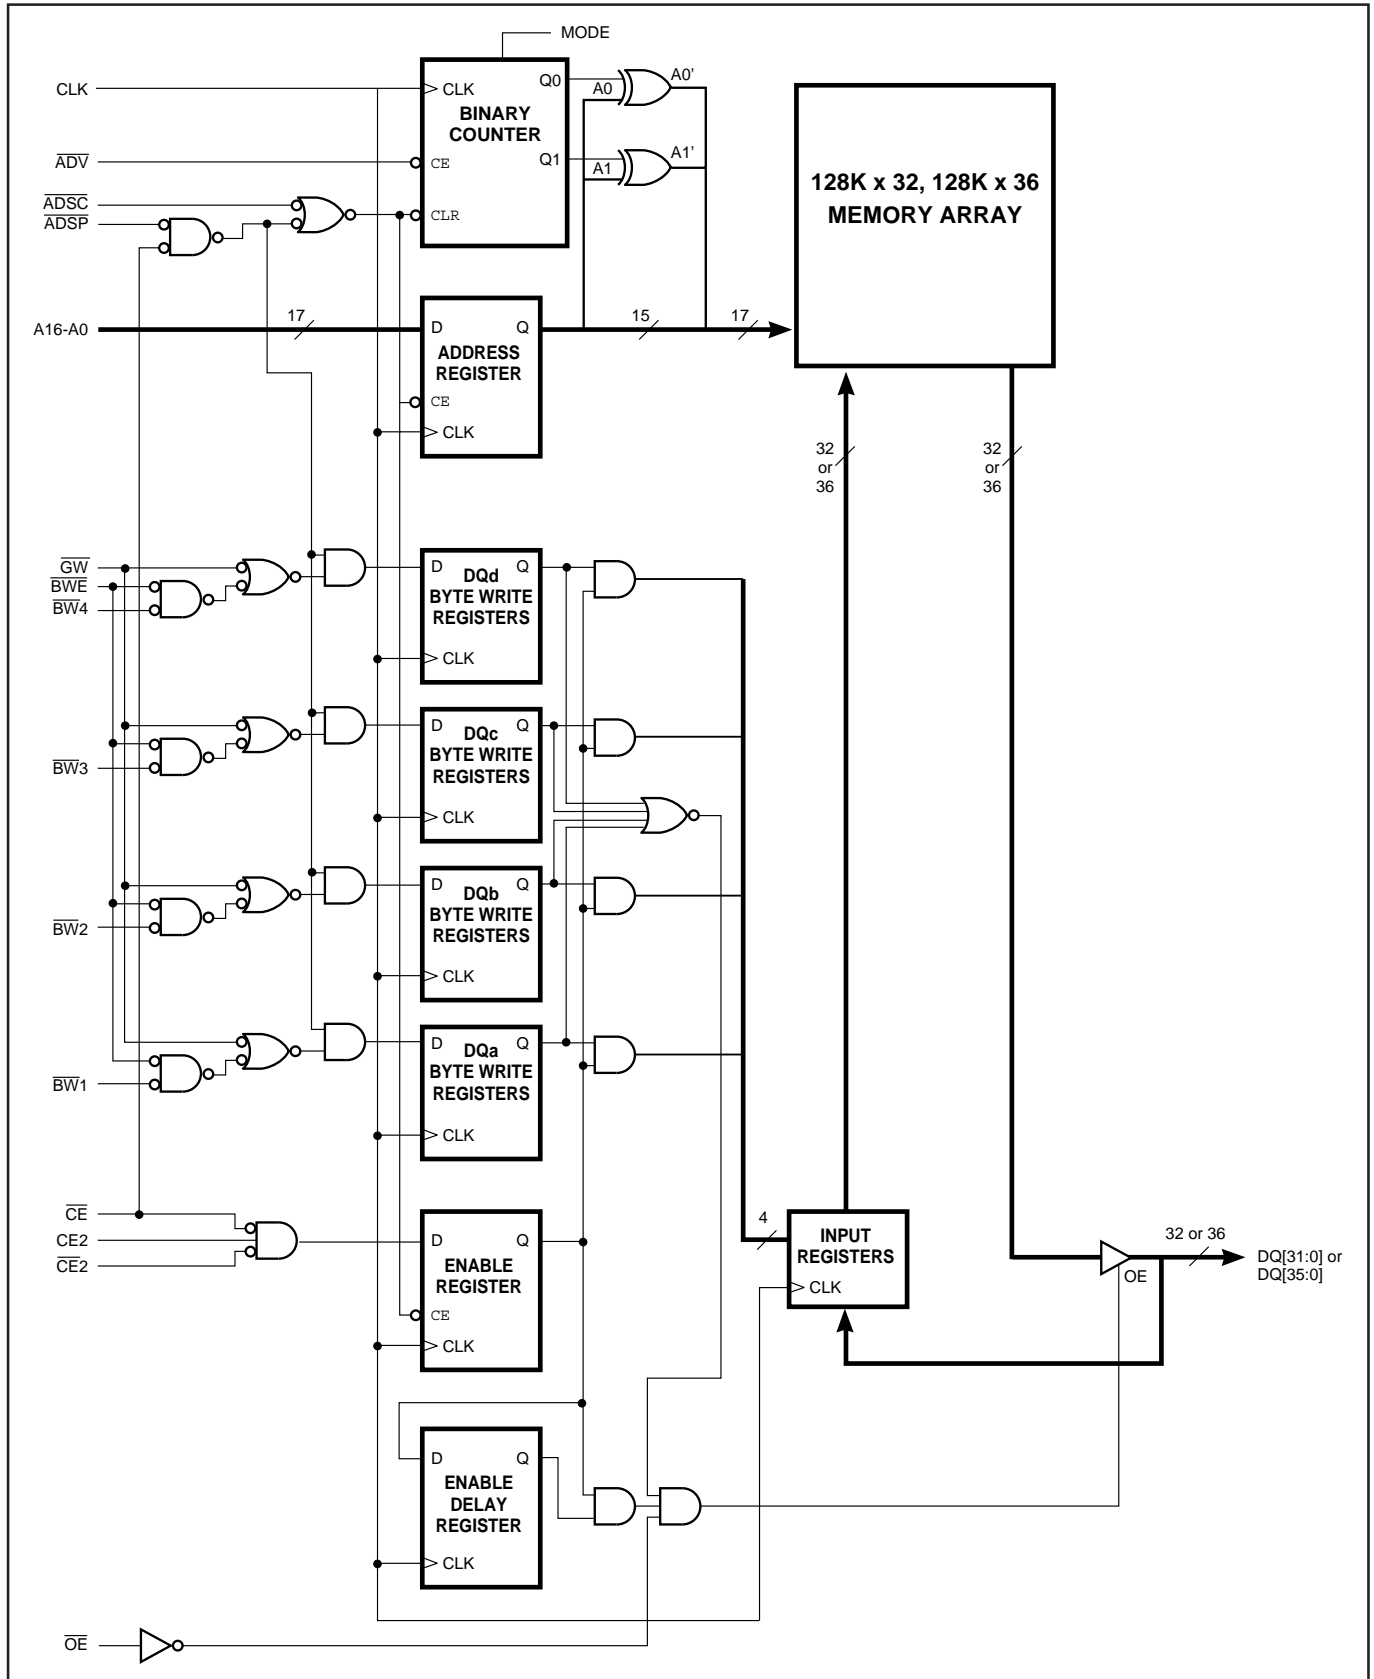 MODE
CLK
CLK
Q0
A0
A0'
BINARY
COUNTER
ADV
CE
Q1
A1
A1'
ADSC
ADSP
CLR
128K x 32, 128K x 36
MEMORY ARRAY
A16-A0
17
D
Q
15
17
ADDRESS
REGISTER
CE
CLK
32
or
36
32
or
36
GW
BWE
BW4
D
Q
DQd
BYTE WRITE
REGISTERS
CLK
BW3
D
Q
DQc
BYTE WRITE
REGISTERS
CLK
BW2
D
Q
DQb
BYTE WRITE
REGISTERS
CLK
BW1
D
Q
DQa
BYTE WRITE
REGISTERS
CLK
CE
CE2
CE2
D
Q
ENABLE
REGISTER
CE
CLK
4
INPUT
REGISTERS
CLK
32 or 36
OE
DQ[31:0] or
DQ[35:0]
D
Q
ENABLE
DELAY
REGISTER
CLK
OE